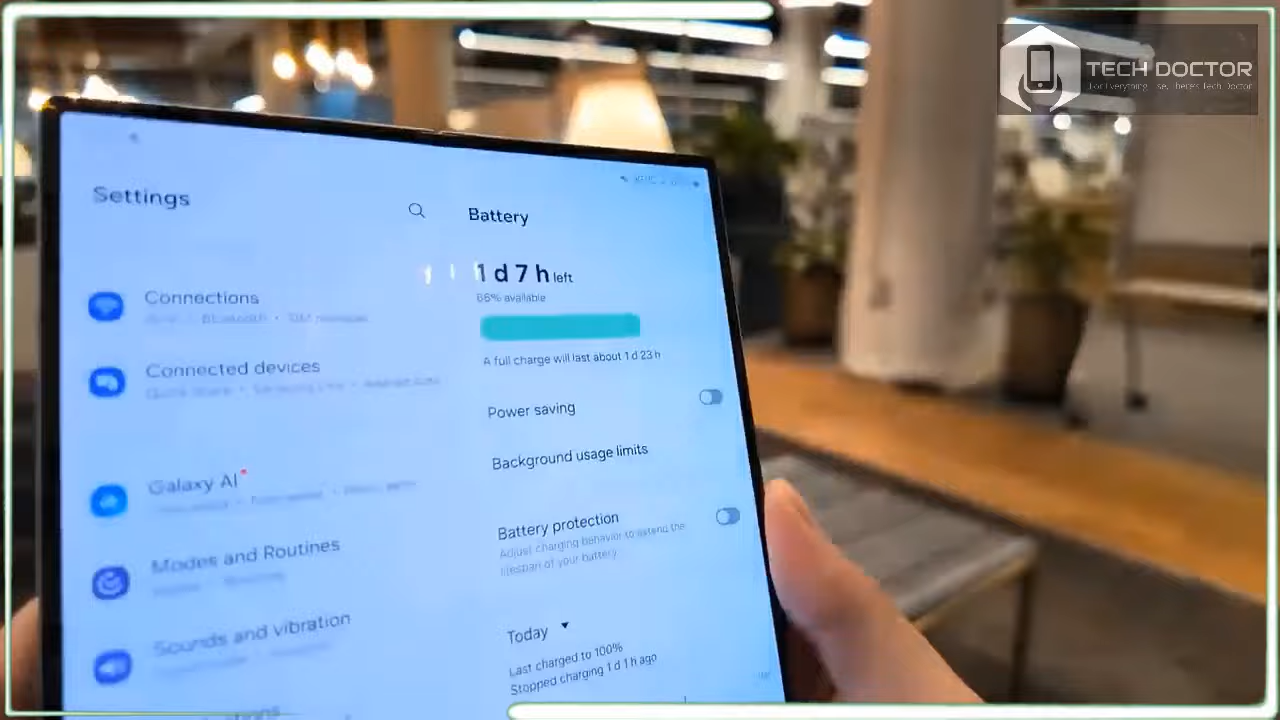 TECH DOCTOR
Settings
Battery
1 d 7 h left
66% available
A full charge will last about 1 d 23 h
Connections
Bluetooth
Connected devices
Power saving
Background usage limits
Galaxy AI
Battery protection
Adjust charging behavior to extend the
lifespan of your battery.
Modes and Routines
Sounds and vibration
Today
Last charged to 100%
Stopped charging 1 d 1 h ago